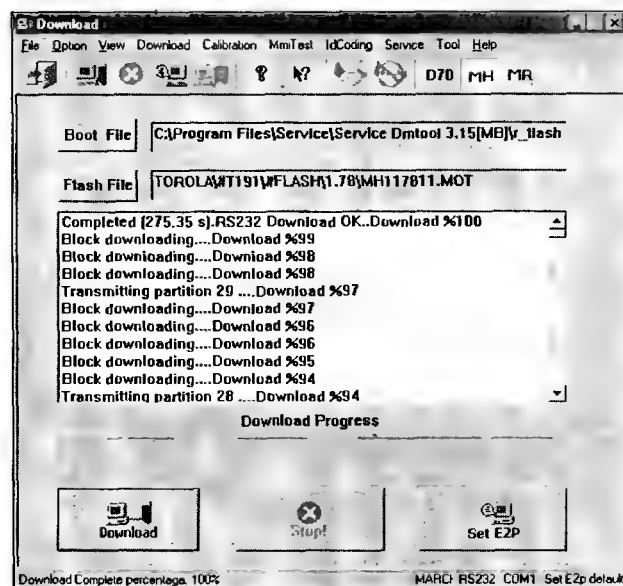 Download
File Option View Download Calibration MmiTest IdCoding Service Tool Help
D70 MH MR
Boot File C:\Program Files\Service\Service Dmtool 3.15[MB]\r_flash
Flash File TOROLA\#T191\#FLASH\1.78\MH117811.MOT
Completed (275.35 s).RS232 Download OK..Download %100
Block downloading....Download %99
Block downloading....Download %98
Block downloading....Download %98
Transmitting partition 29 ....Download %97
Block downloading....Download %97
Block downloading....Download %96
Block downloading....Download %96
Block downloading....Download %95
Block downloading....Download %94
Transmitting partition 28 ....Download %94
Download Progress
Download Stop! Set E2P
Download Complete percentage. 100% MARCH RS232 COM1 Set E2p default